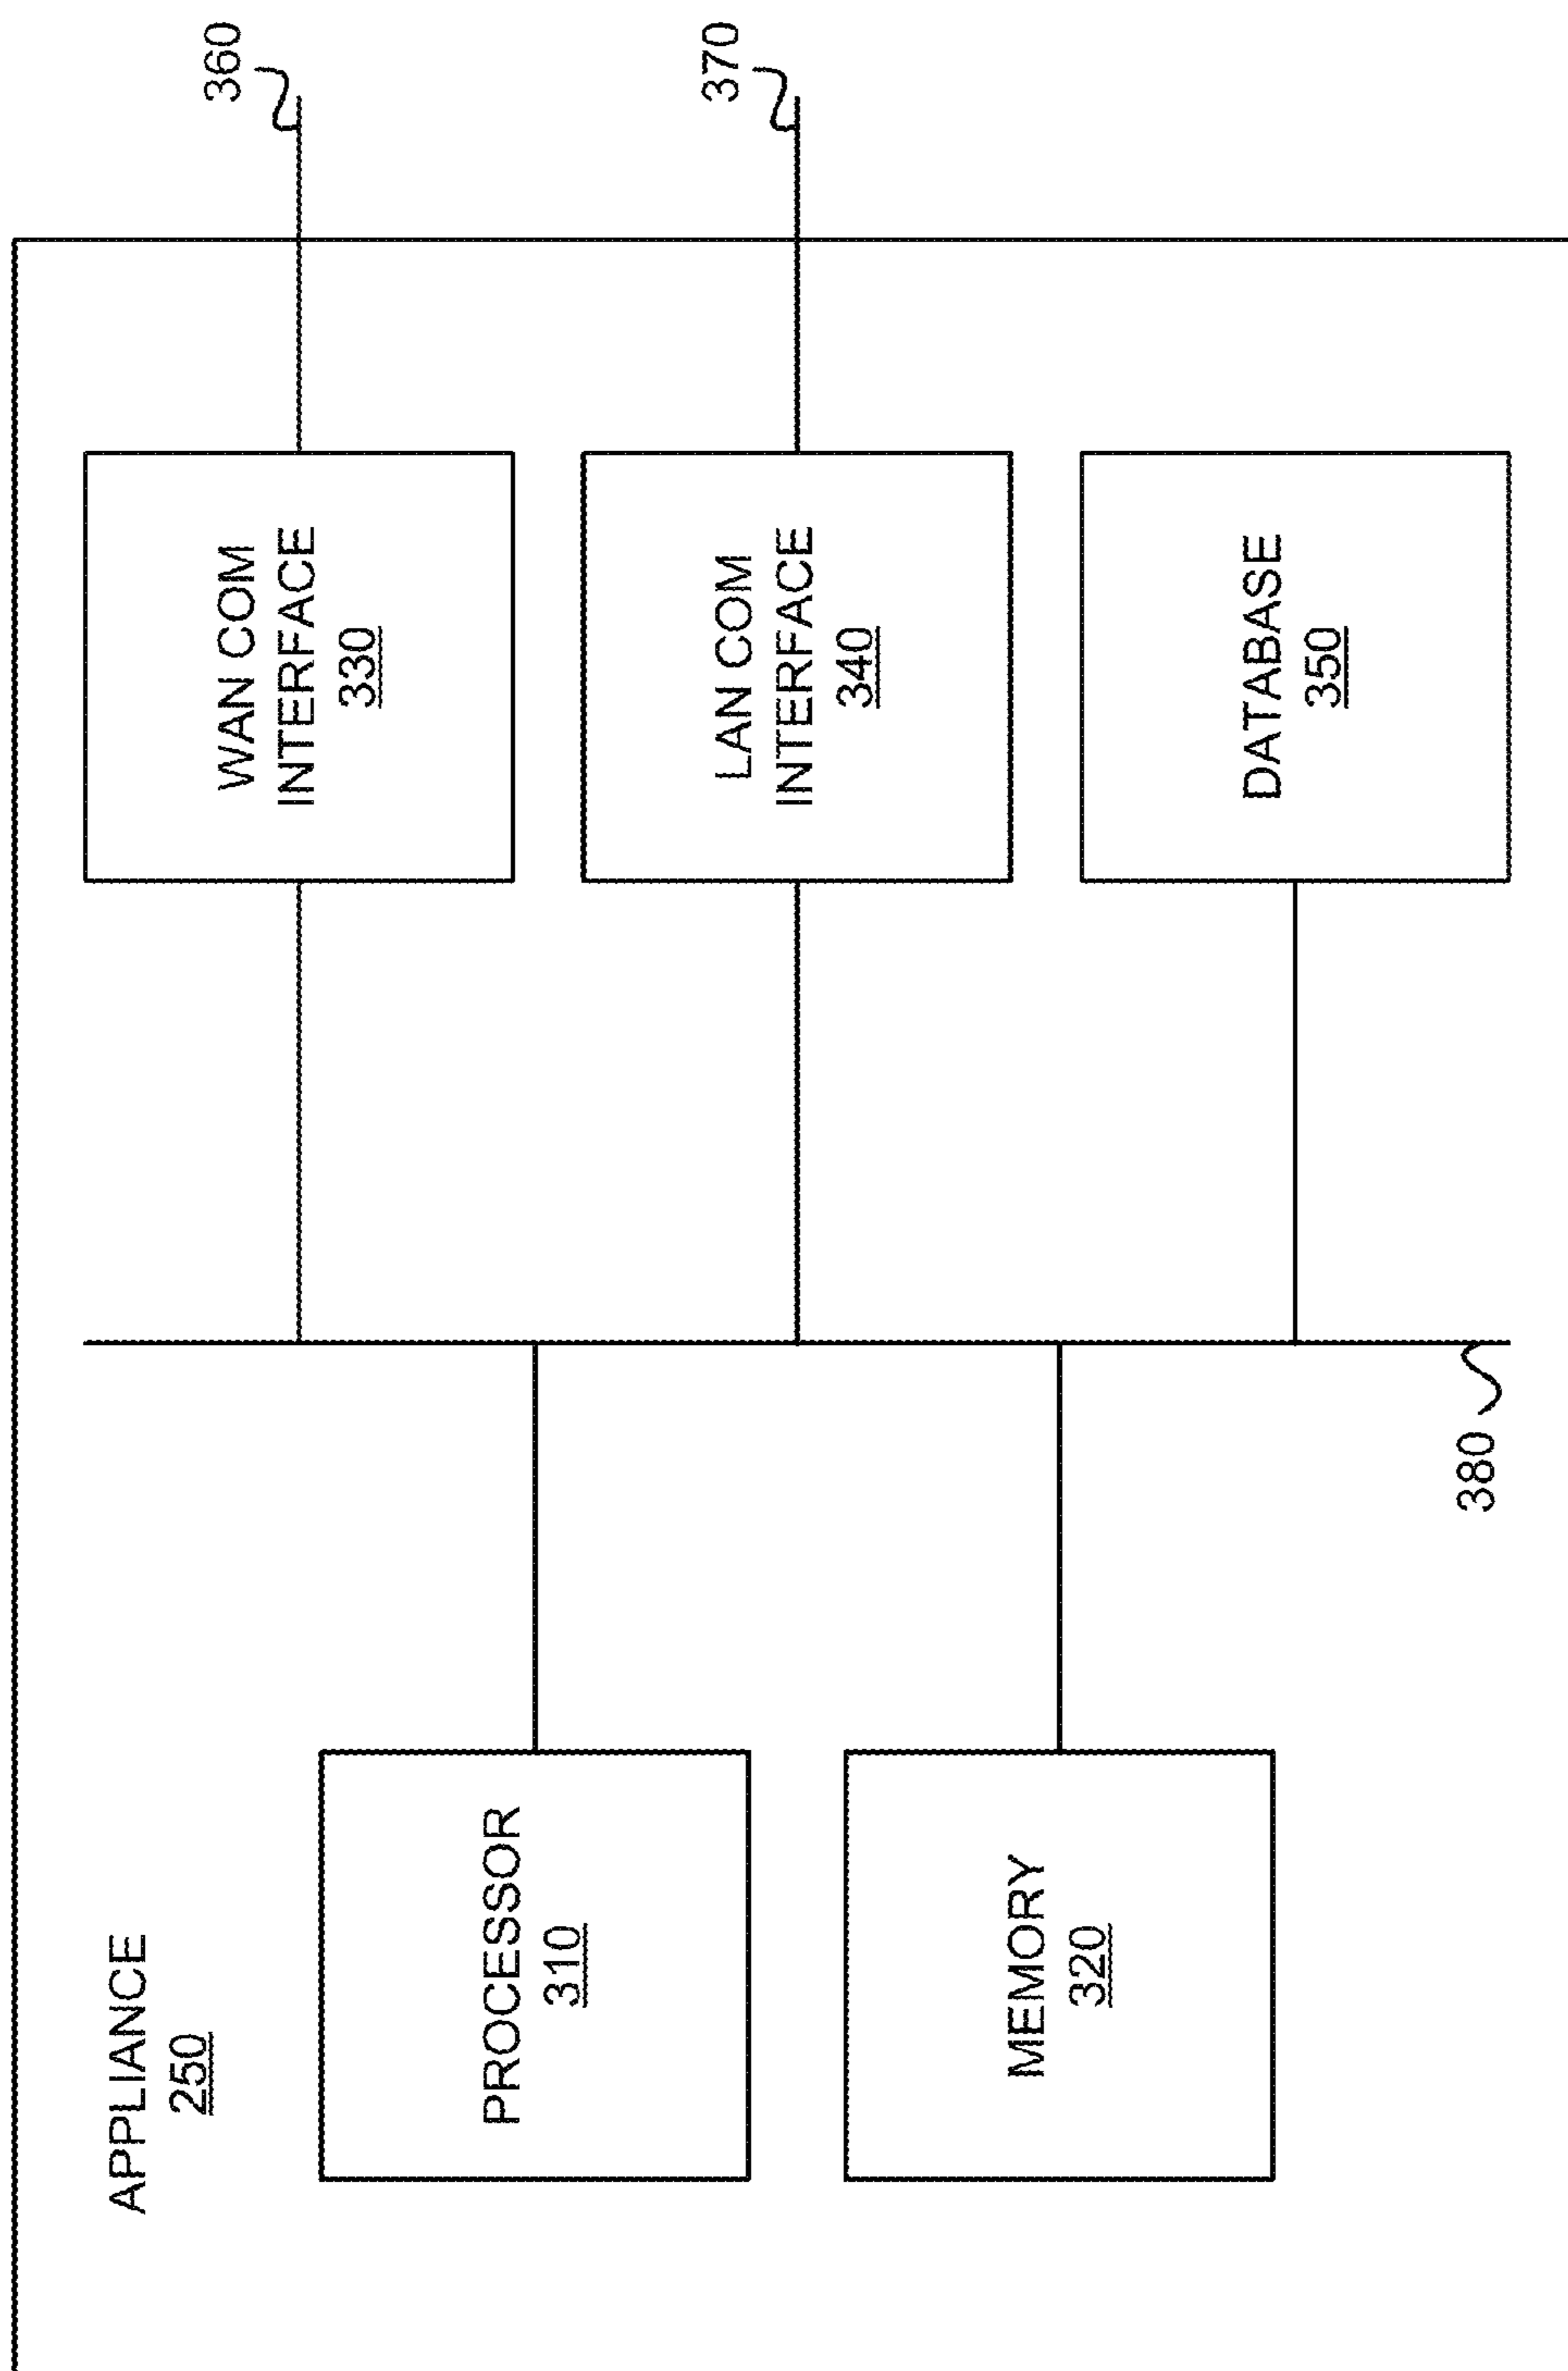 APPLIANCE
250
PROCESSOR
310
MEMORY
320
380
WAN COM
INTERFACE
330
LAN COM
INTERFACE
340
DATABASE
350
360
370